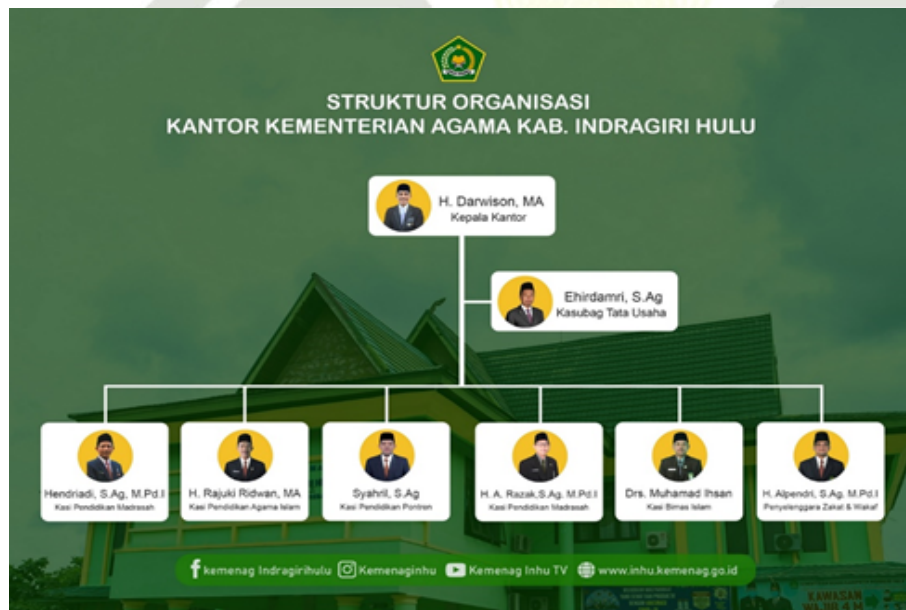 STRUKTUR ORGANISASI
KANTOR KEMENTERIAN AGAMA KAB. INDRAGIRI HULU
H. Darwison, MA
Kepala Kantor
Ehirdamri, S.Ag
Kasubag Tata Usaha
Hendriadi, S.Ag, M.Pd.I
Kasi Pendidikan Madrasah
H. Rajuki Ridwan, MA
Kasi Pendidikan Agama Islam
Syahril, S.Ag
Kasi Pendidikan Pontren
H. A. Razak,S.Ag. M.Pd.I
Kasi Pendidikan Madrasah
Drs. Muhamad Ihsan
Kasi Bimas Islam
H. Alpendri, S.Ag. M.Pd.I
Penyelenggara Zakat & Wakaf
kemenag Indragirihulu Kemenaginhu Kemenag Inhu TV www.inhu.kemenag.go.id
KAWASAN